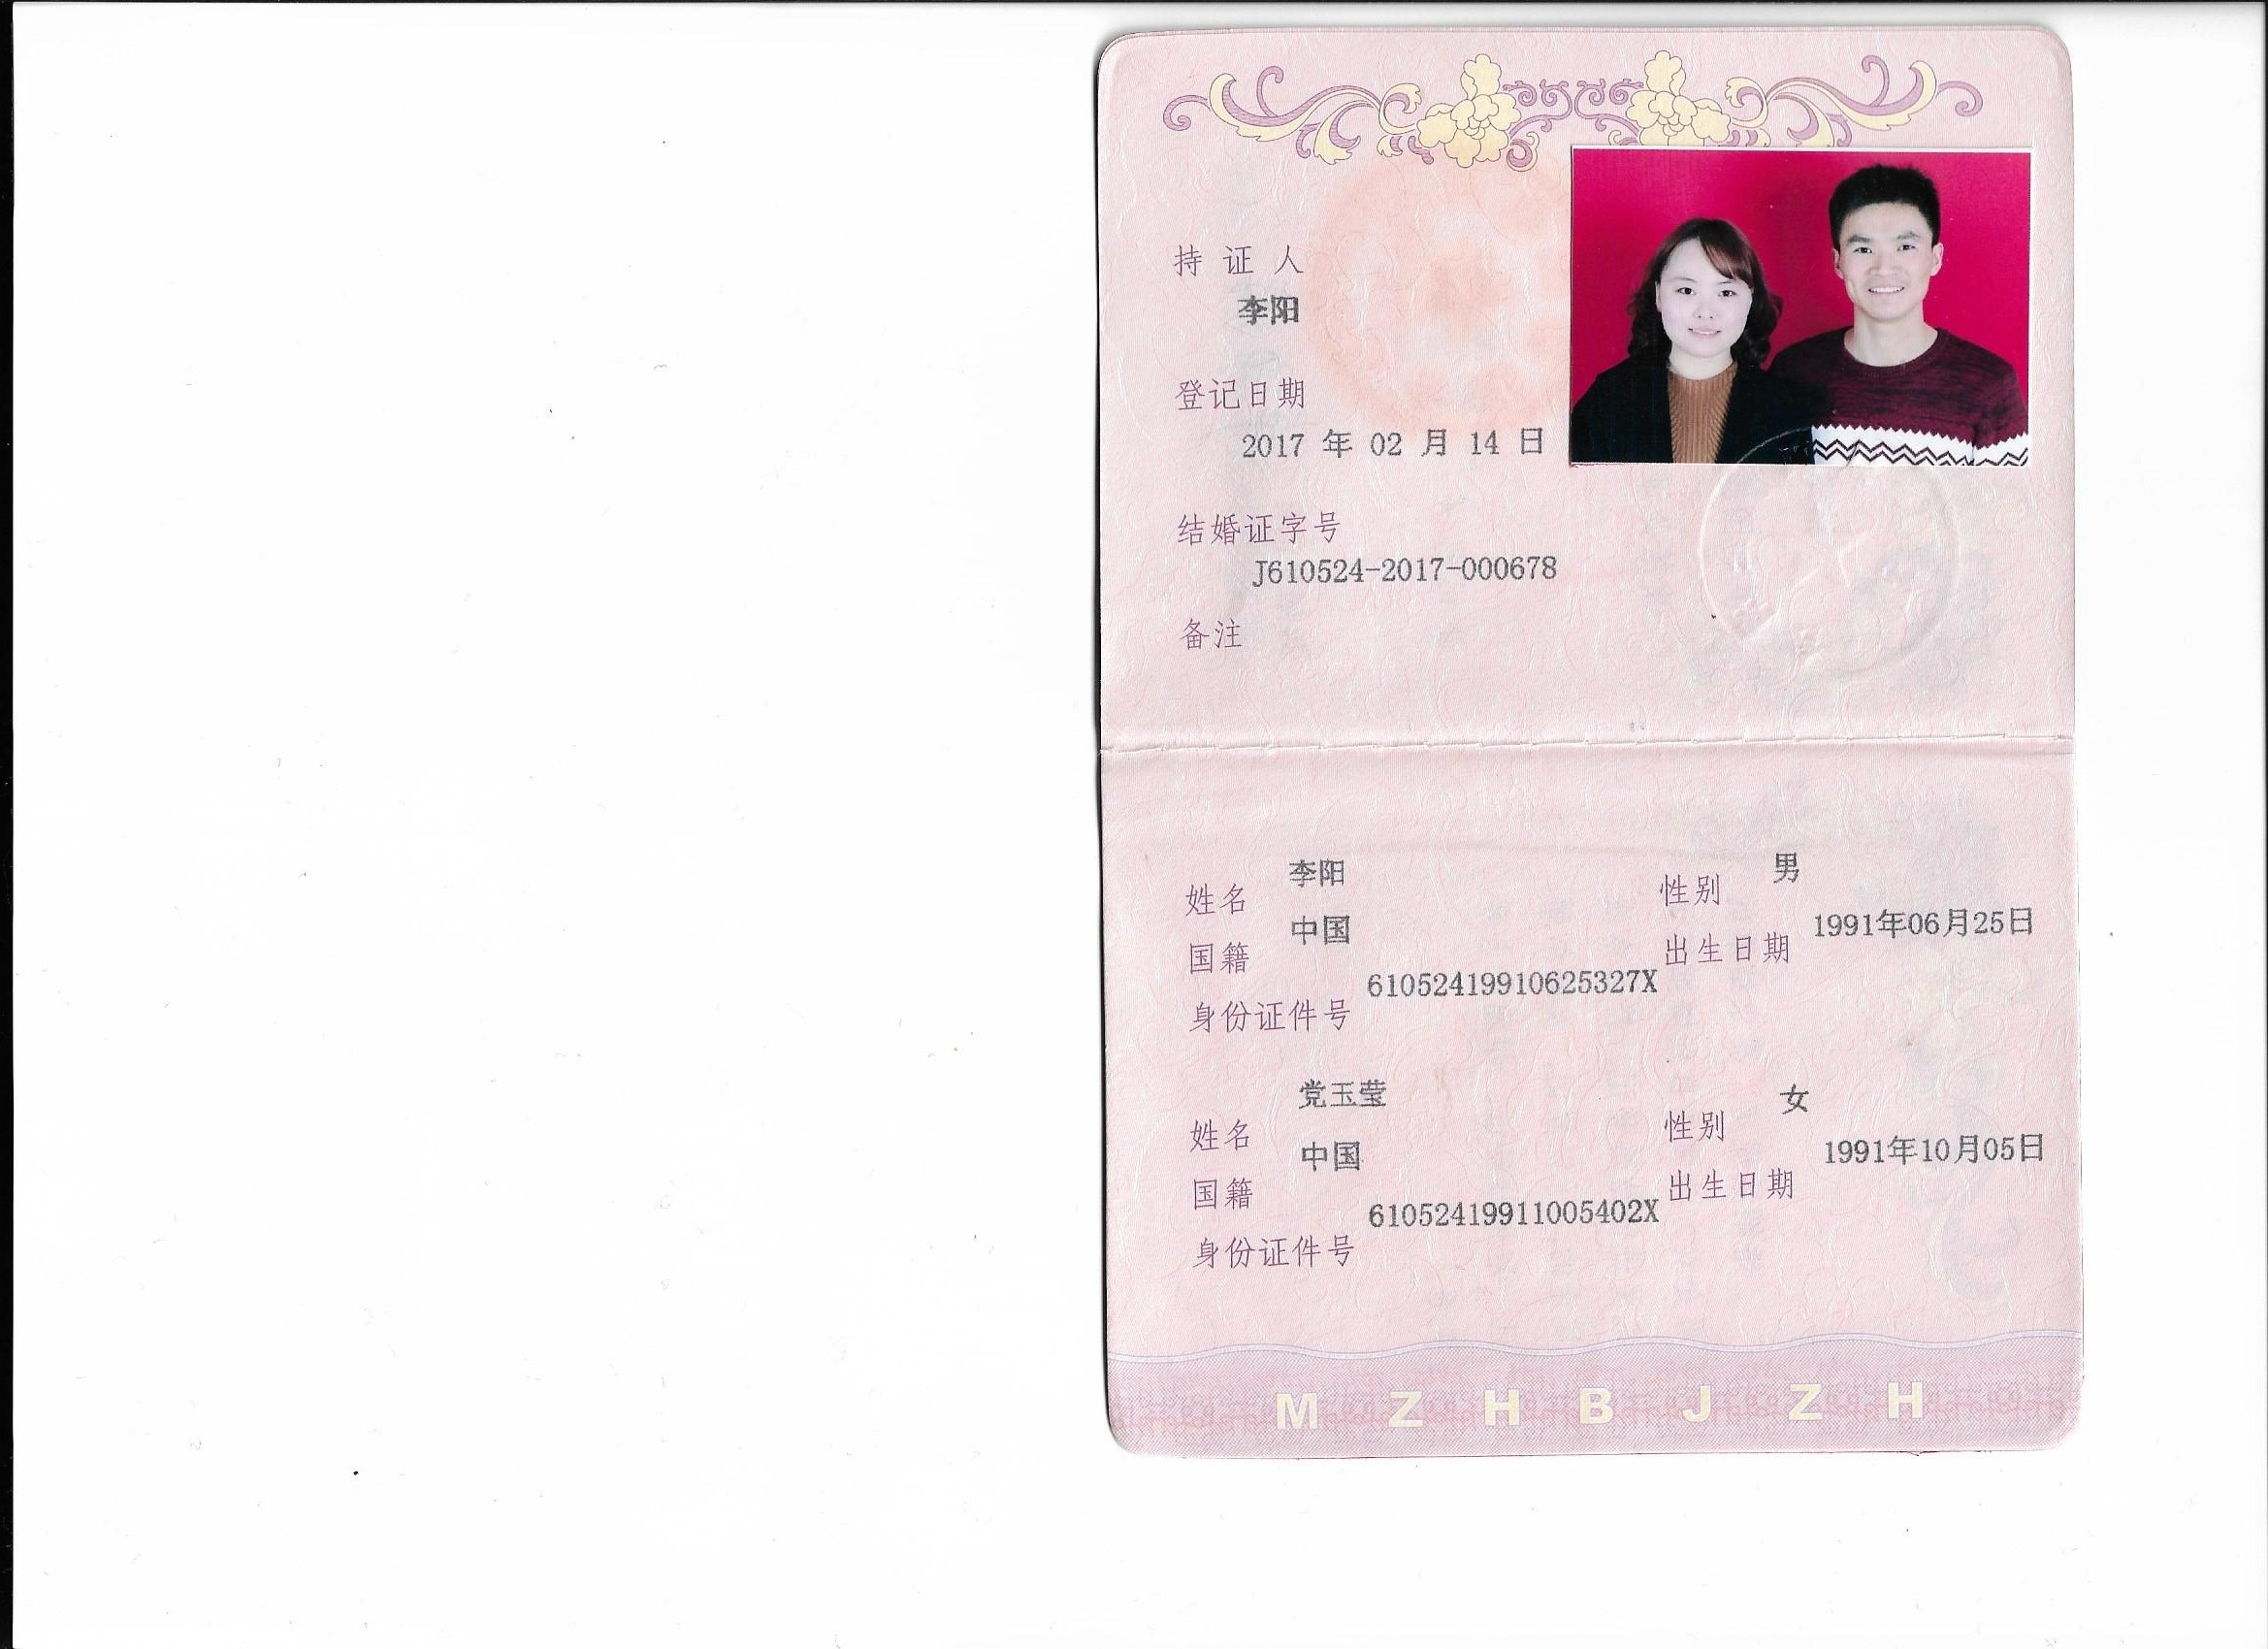 持证人
李阳
登记日期
2017 年 02 月 14 日
结婚证字号
J610524-2017-000678
备注
姓名 李阳 性别 男
国籍 中国 出生日期 1991年06月25日
身份证件号 61052419910625327X
姓名 党玉莹 性别 女
国籍 中国 出生日期 1991年10月05日
身份证件号 61052419911005402X
M Z H B J Z H